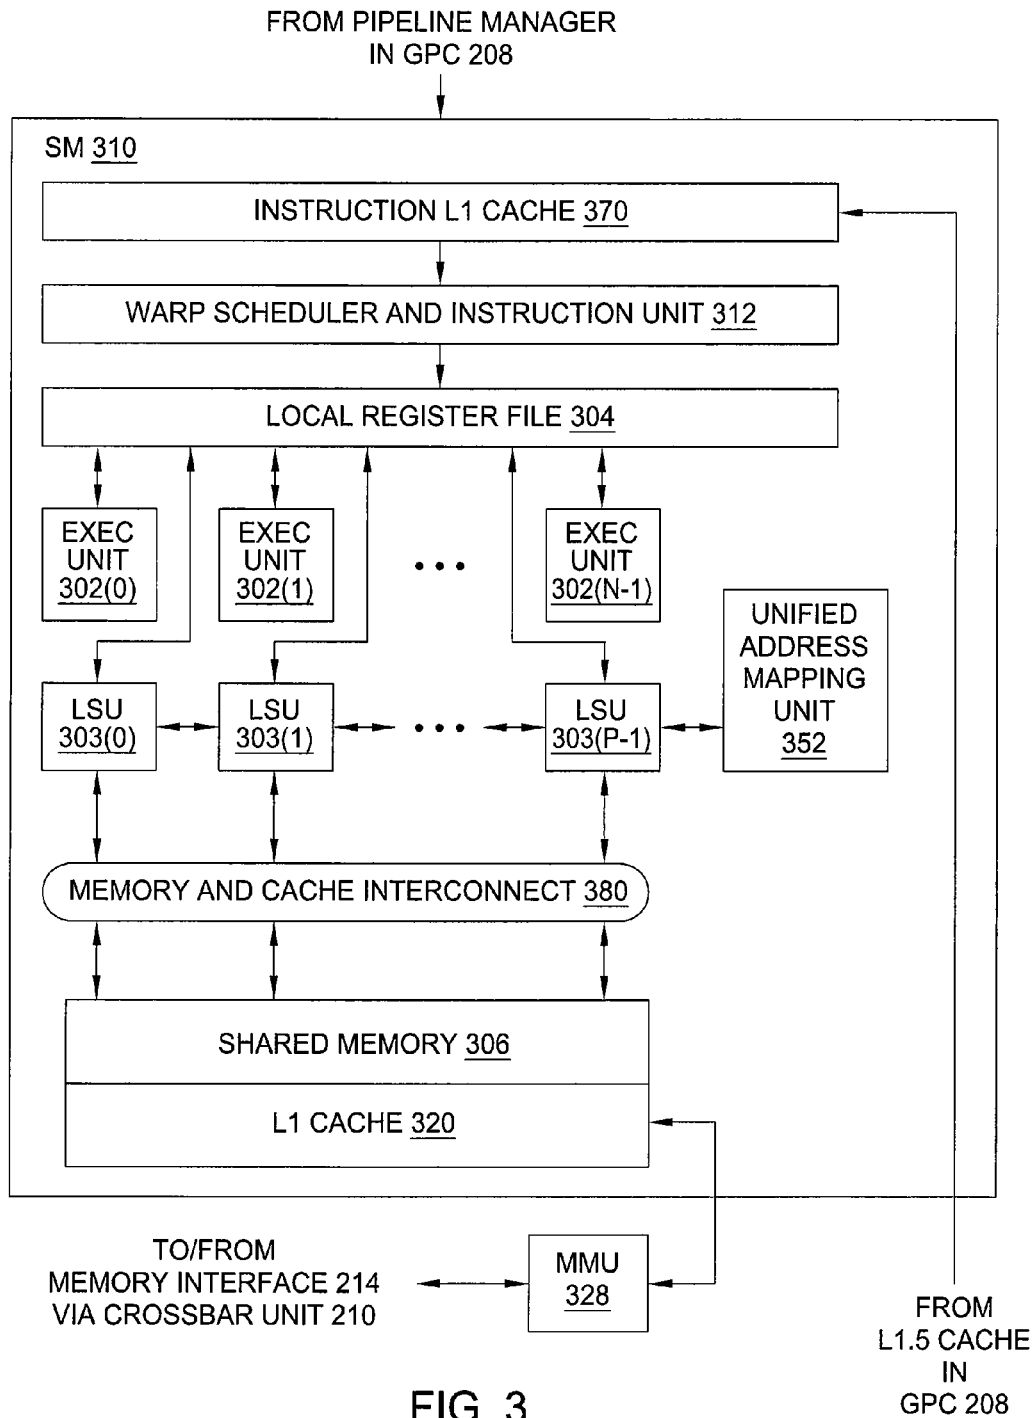 FROM PIPELINE MANAGER
IN GPC 208
SM 310
INSTRUCTION L1 CACHE 370
WARP SCHEDULER AND INSTRUCTION UNIT 312
LOCAL REGISTER FILE 304
EXEC
UNIT
302(0)
EXEC
UNIT
302(1)
• • •
EXEC
UNIT
302(N-1)
UNIFIED
ADDRESS
MAPPING
UNIT
352
LSU
303(0)
LSU
303(1)
• • •
LSU
303(P-1)
MEMORY AND CACHE INTERCONNECT 380
SHARED MEMORY 306
L1 CACHE 320
TO/FROM
MEMORY INTERFACE 214
VIA CROSSBAR UNIT 210
MMU
328
FROM
L1.5 CACHE
IN
GPC 208
FIG. 3